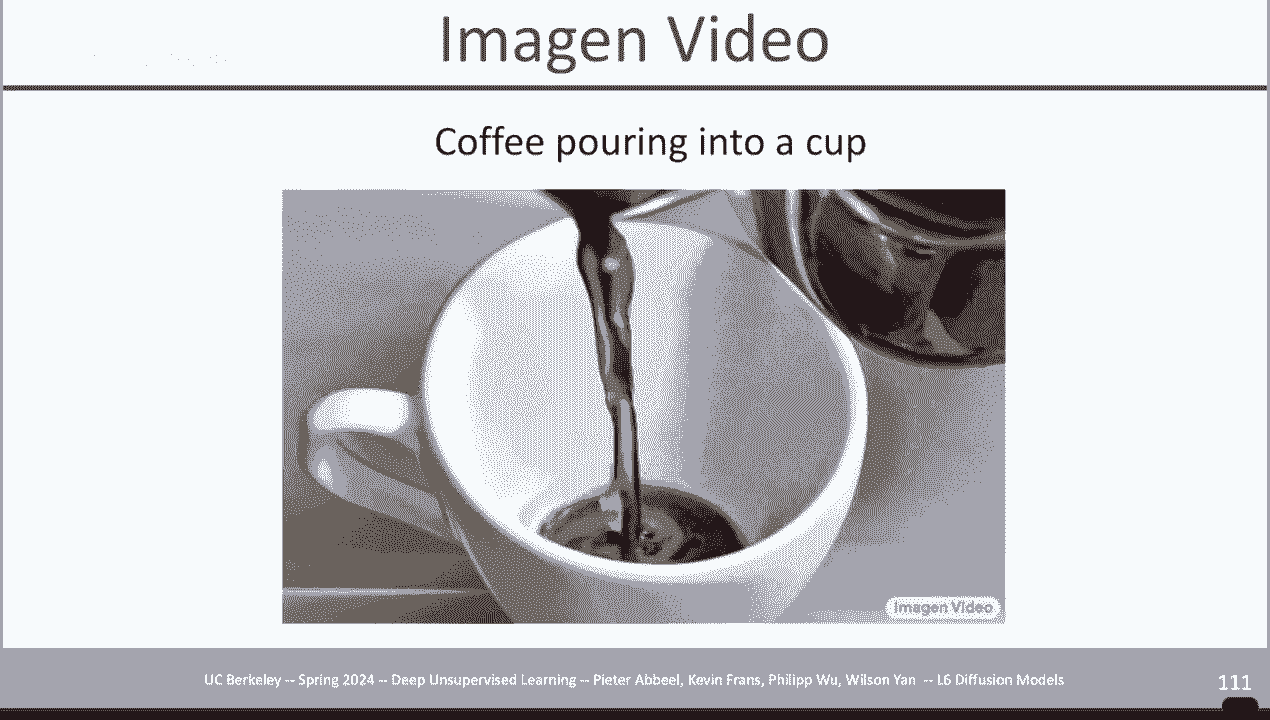 Imagen Video
Coffee pouring into a cup
Imagen Video
UC Berkeley -- Spring 2024 -- Deep Unsupervised Learning -- Pieter Abbeel, Kevin Frans, Philipp Wu, Wilson Yan -- L6 Diffusion Models
111